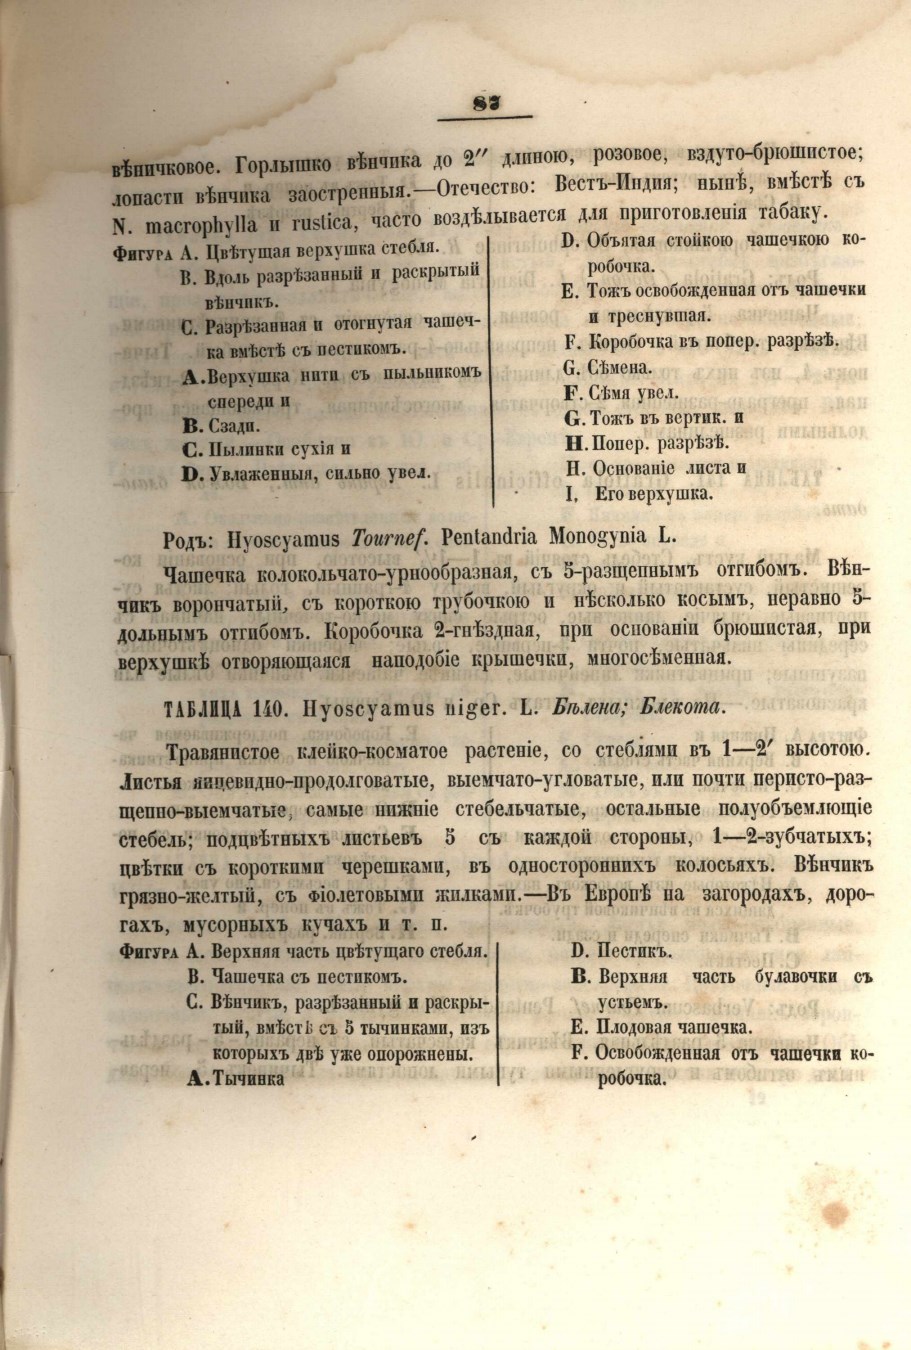 87
вѣничковое. Горлышко вѣнчика до 2″ длиною, розовое, вздуто-брюшистое;
лопасти вѣнчика заостренныя.—Отечество: Вестъ-Индия; нынѣ, вмѣстѣ съ
N. macrophylla и rustica, часто воздѣлывается для приготовленія табаку.
Фигура A. Цвѣтущая верхушка стебля.
B. Вдоль разрѣзанный и раскрытый
вѣнчикъ.
C. Разрѣзанная и отогнутая чашеч-
ка вмѣстѣ съ пестикомъ.
A. Верхушка нити съ пыльникомъ
спереди и
B. Сзади.
C. Пылинки сухія и
D. Увлаженныя, сильно увел.
D. Объятая стойкою чашечкою ко-
робочка.
E. Тожъ освобожденная отъ чашечки
и треснувшая.
F. Коробочка въ попер. разрѣзѣ.
G. Сѣмена.
F. Сѣмя увел.
G. Тожъ въ вертик. и
H. Попер. разрѣзѣ.
H. Основаніе листа и
I, Его верхушка.
Родъ: Hyoscyamus Tournef. Pentandria Monogynia L.
Чашечка колокольчато-урнообразная, съ 5-разщепнымъ отгибомъ. Вѣн-
чикъ ворончатый, съ короткою трубочкою и нѣсколько косымъ, неравно 5-
дольнымъ отгибомъ. Коробочка 2-гнѣздная, при основаніи брюшистая, при
верхушкѣ отворяющаяся наподобіе крышечки, многосѣменная.
ТАБЛИЦА 140. Hyoscyamus niger. L. Бѣлена; Блекота.
Травянистое клейко-косматое растеніе, со стеблями въ 1—2′ высотою.
Листья яйцевидно-продолговатые, выемчато-угловатые, или почти перисто-раз-
щепно-выемчатые, самые нижніе стебельчатые, остальные полуобъемлющіе
стебель; подцвѣтныхъ листьевъ 5 съ каждой стороны, 1—2-зубчатыхъ;
цвѣтки съ короткими черешками, въ одностороннихъ колосьяхъ. Вѣнчикъ
грязно-желтый, съ фіолетовыми жилками.—Въ Европѣ на загородахъ, доро-
гахъ, мусорныхъ кучахъ и т. п.
Фигура A. Верхняя часть цвѣтущаго стебля.
B. Чашечка съ пестикомъ.
C. Вѣнчикъ, разрѣзанный и раскры-
тый, вмѣстѣ съ 5 тычинками, изъ
которыхъ двѣ уже опорожнены.
A. Тычинка
D. Пестикъ.
B. Верхняя часть булавочки съ
устьемъ.
E. Плодовая чашечка.
F. Освобожденная отъ чашечки ко-
робочка.